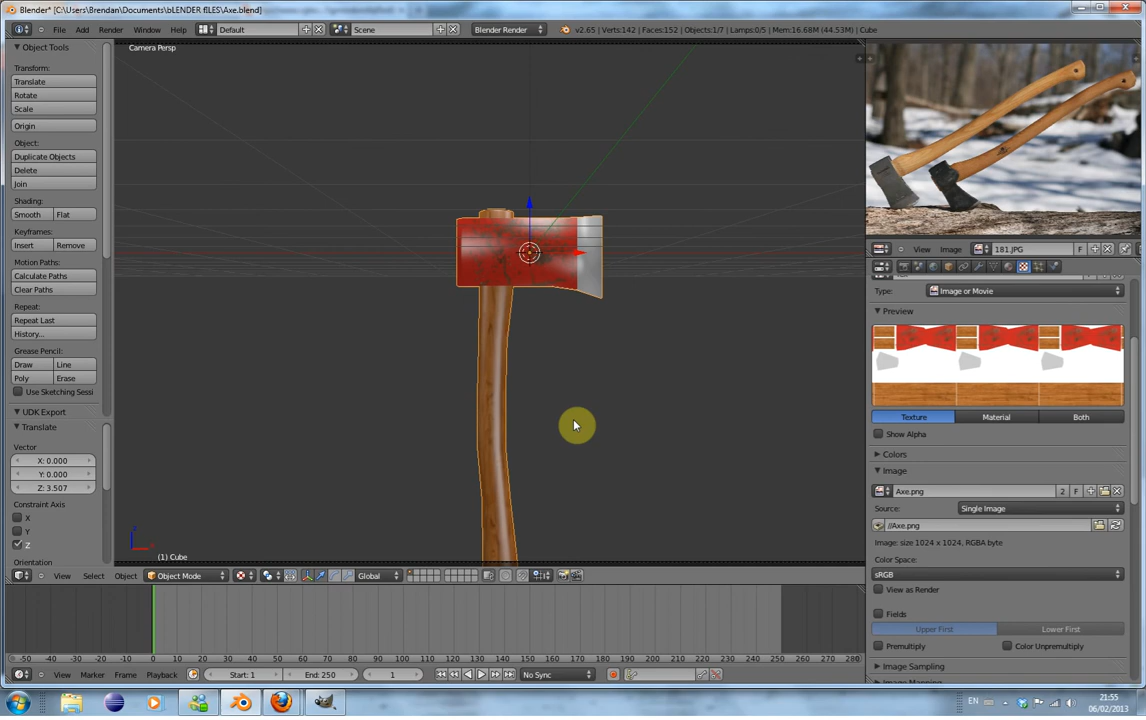 Blender* [C:\Users\Brendan\Documents\bLENDER fILES\Axe.blend]
File Add Render Window Help Default Scene Blender Render v2.65 | Verts:142 | Faces:152 | Objects:1/7 | Lamps:0/5 | Mem:16.68M (44.53M) | Cube
Object Tools
Transform:
Translate
Rotate
Scale
Origin
Object:
Duplicate Objects
Delete
Join
Shading:
Smooth Flat
Keyframes:
Insert Remove
Motion Paths:
Calculate Paths
Clear Paths
Repeat:
Repeat Last
History...
Grease Pencil:
Draw Line
Poly Erase
Use Sketching Sessi
UDK Export
Translate
Vector
X: 0.000
Y: 0.000
Z: 3.507
Constraint Axis
X
Y
Z
Orientation
Camera Persp
(1) Cube
View Select Object Object Mode Global
View Image 181.JPG F
Type: Image or Movie
Preview
Texture Material Both
Show Alpha
Colors
Image
Axe.png 2 F
Source: Single Image
//Axe.png
Image: size 1024 x 1024, RGBA byte
Color Space:
sRGB
View as Render
Fields
Upper First Lower First
Premultiply Color Unpremultiply
Image Sampling
-50 -40 -30 -20 -10 0 10 20 30 40 50 60 70 80 90 100 110 120 130 140 150 160 170 180 190 200 210 220 230 240 250 260 270 280
View Marker Frame Playback Start: 1 End: 250 1 No Sync
EN 21:55
06/02/2013